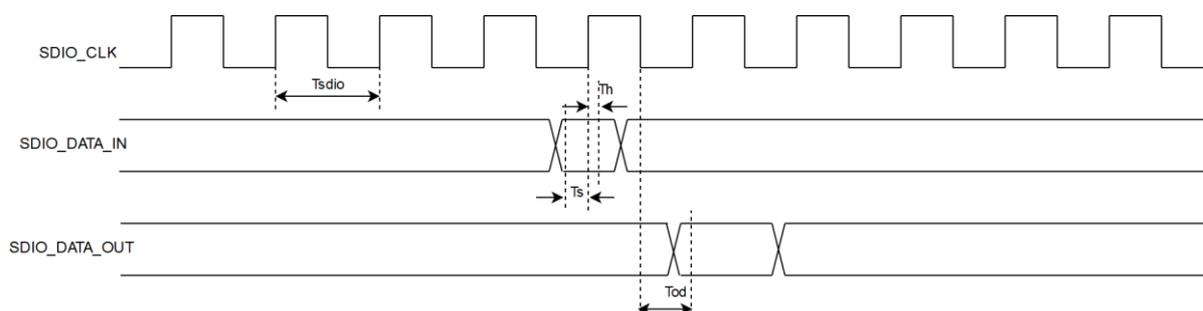 SDIO_CLK
Tsdio
Th
SDIO_DATA_IN
Ts
SDIO_DATA_OUT
Tod